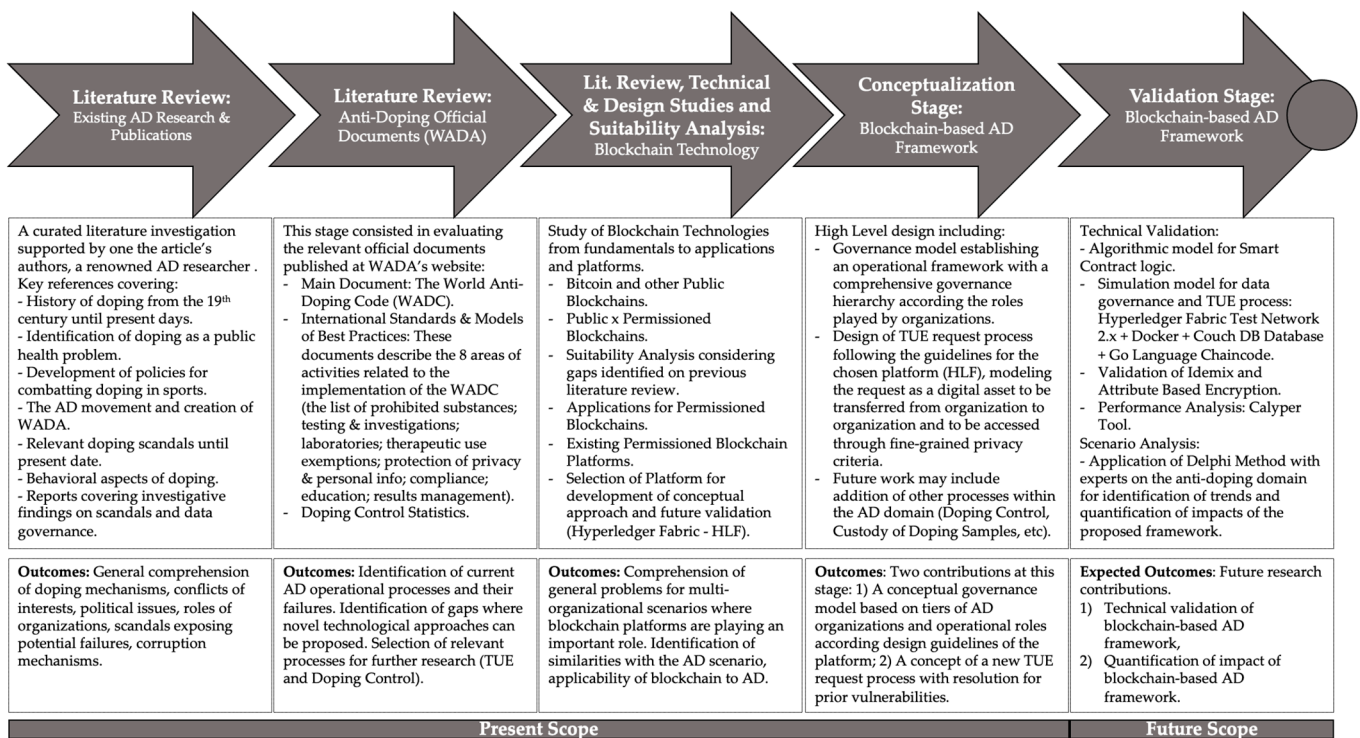 Literature Review:
Existing AD Research &
Publications
Literature Review:
Anti-Doping Official
Documents (WADA)
Lit. Review, Technical
& Design Studies and
Suitability Analysis:
Blockchain Technology
Conceptualization
Stage:
Blockchain-based AD
Framework
Validation Stage:
Blockchain-based AD
Framework
A curated literature investigation
supported by one the article's
authors, a renowned AD researcher .
Key references covering:
- History of doping from the 19th
century until present days.
- Identification of doping as a public
health problem.
- Development of policies for
combatting doping in sports.
- The AD movement and creation of
WADA.
- Relevant doping scandals until
present date.
- Behavioral aspects of doping.
- Reports covering investigative
findings on scandals and data
governance.
This stage consisted in evaluating
the relevant official documents
published at WADA's website:
- Main Document: The World Anti-
Doping Code (WADC).
- International Standards & Models
of Best Practices: These
documents describe the 8 areas of
activities related to the
implementation of the WADC
(the list of prohibited substances;
testing & investigations;
laboratories; therapeutic use
exemptions; protection of privacy
& personal info; compliance;
education; results management).
- Doping Control Statistics.
Study of Blockchain Technologies
from fundamentals to applications
and platforms.
- Bitcoin and other Public
Blockchains.
- Public x Permissioned
Blockchains.
- Suitability Analysis considering
gaps identified on previous
literature review.
- Applications for Permissioned
Blockchains.
- Existing Permissioned Blockchain
Platforms.
- Selection of Platform for
development of conceptual
approach and future validation
(Hyperledger Fabric - HLF).
High Level design including:
- Governance model establishing
an operational framework with a
comprehensive governance
hierarchy according the roles
played by organizations.
- Design of TUE request process
following the guidelines for the
chosen platform (HLF), modeling
the request as a digital asset to be
transferred from organization to
organization and to be accessed
through fine-grained privacy
criteria.
- Future work may include
addition of other processes within
the AD domain (Doping Control,
Custody of Doping Samples, etc).
Technical Validation:
- Algorithmic model for Smart
Contract logic.
- Simulation model for data
governance and TUE process:
Hyperledger Fabric Test Network
2.x + Docker + Couch DB Database
+ Go Language Chaincode.
- Validation of Idemix and
Attribute Based Encryption.
- Performance Analysis: Calyper
Tool.
Scenario Analysis:
- Application of Delphi Method with
experts on the anti-doping domain
for identification of trends and
quantification of impacts of the
proposed framework.
Outcomes: General comprehension
of doping mechanisms, conflicts of
interests, political issues, roles of
organizations, scandals exposing
potential failures, corruption
mechanisms.
Outcomes: Identification of current
AD operational processes and their
failures. Identification of gaps where
novel technological approaches can
be proposed. Selection of relevant
processes for further research (TUE
and Doping Control).
Outcomes: Comprehension of
general problems for multi-
organizational scenarios where
blockchain platforms are playing an
important role. Identification of
similarities with the AD scenario,
applicability of blockchain to AD.
Outcomes: Two contributions at this
stage: 1) A conceptual governance
model based on tiers of AD
organizations and operational roles
according design guidelines of the
platform; 2) A concept of a new TUE
request process with resolution for
prior vulnerabilities.
Expected Outcomes: Future research
contributions.
1) Technical validation of
blockchain-based AD
framework,
2) Quantification of impact of
blockchain-based AD
framework.
Present Scope
Future Scope